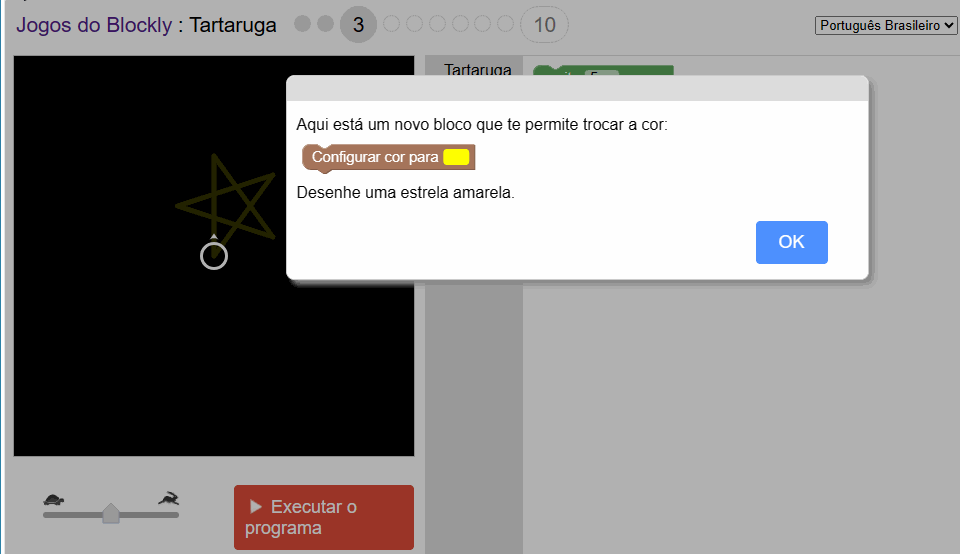 Jogos do Blockly : Tartaruga
3
10
Português Brasileiro
Tartaruga
Aqui está um novo bloco que te permite trocar a cor:
Configurar cor para
Desenhe uma estrela amarela.
OK
Executar o
programa